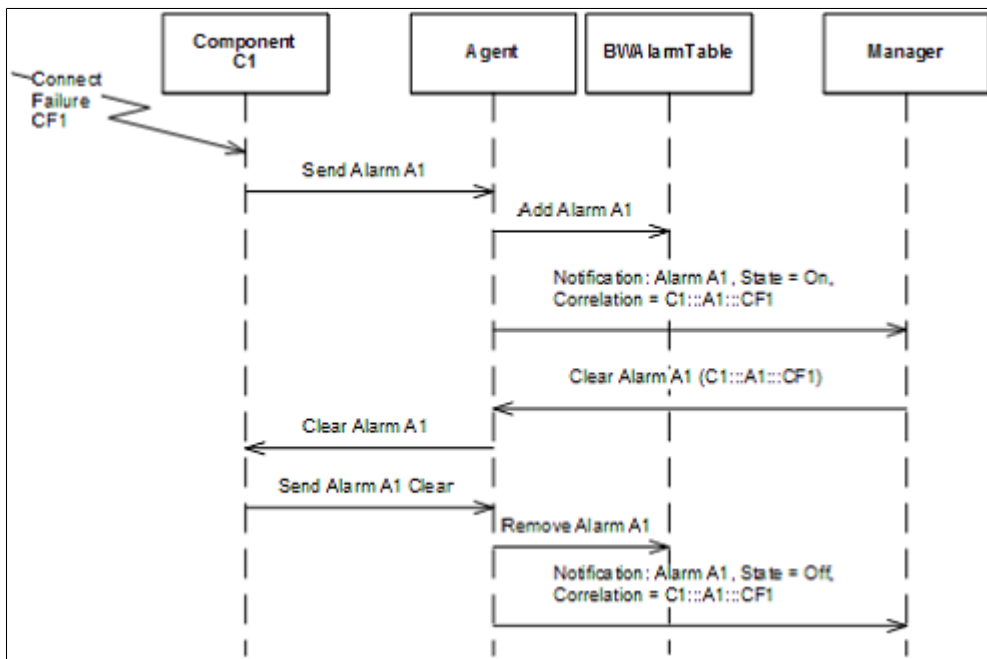 Component
C1
Agent
BWAlarmTable
Manager
Connect
Failure
CF1
Send Alarm A1
Add Alarm A1
Notification: Alarm A1, State = On,
Correlation = C1:::A1:::CF1
Clear Alarm A1 (C1:::A1:::CF1)
Clear Alarm A1
Send Alarm A1 Clear
Remove Alarm A1
Notification: Alarm A1, State = Off,
Correlation = C1:::A1:::CF1